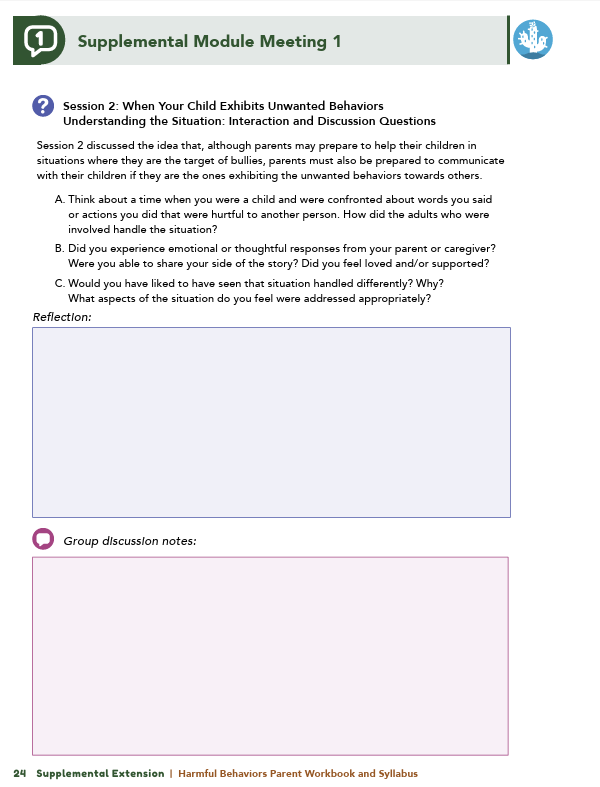 1
Supplemental Module Meeting 1
?
Session 2: When Your Child Exhibits Unwanted Behaviors
Understanding the Situation: Interaction and Discussion Questions
Session 2 discussed the idea that, although parents may prepare to help their children in
situations where they are the target of bullies, parents must also be prepared to communicate
with their children if they are the ones exhibiting the unwanted behaviors towards others.
A. Think about a time when you were a child and were confronted about words you said
or actions you did that were hurtful to another person. How did the adults who were
involved handle the situation?
B. Did you experience emotional or thoughtful responses from your parent or caregiver?
Were you able to share your side of the story? Did you feel loved and/or supported?
C. Would you have liked to have seen that situation handled differently? Why?
What aspects of the situation do you feel were addressed appropriately?
Reflection:
Group discussion notes:
24 Supplemental Extension | Harmful Behaviors Parent Workbook and Syllabus